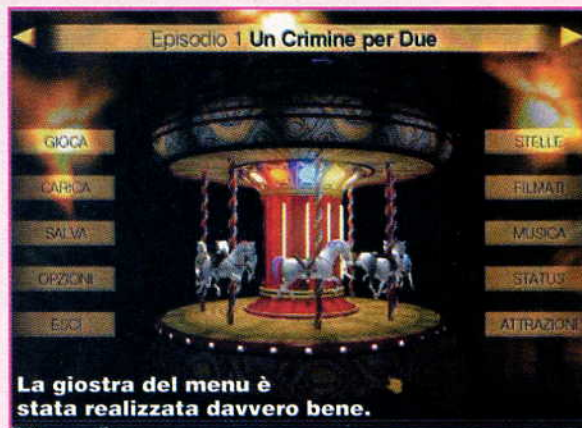 Episodio 1 Un Crimine per Due
GIOCA
CARICA
SALVA
OPZIONI
ESCI
STELLE
FILMATI
MUSICA
STATUS
ATTRAZIONI
La giostra del menu è
stata realizzata davvero bene.